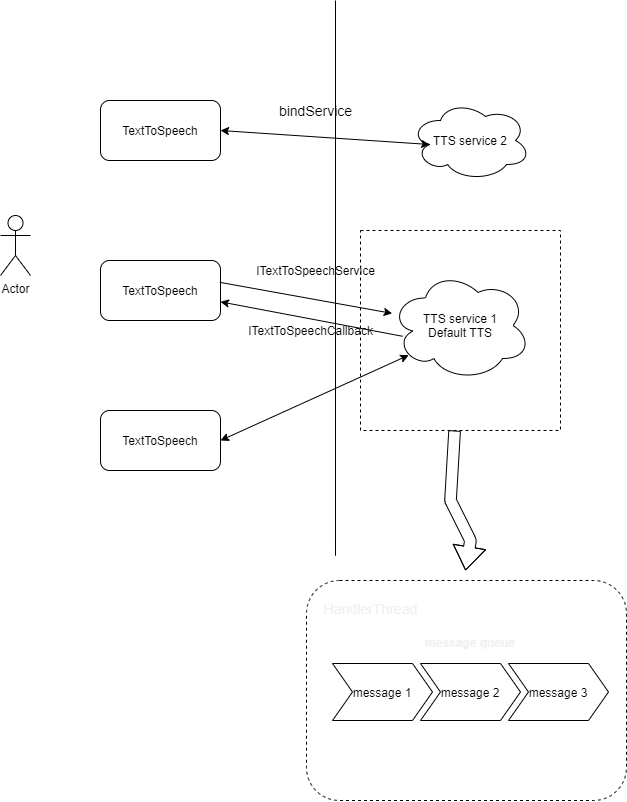 bindService
TextToSpeech
TTS service 2
Actor
ITextToSpeechService
TextToSpeech
ITextToSpeechCallback
TTS service 1
Default TTS
TextToSpeech
HandlerThread
message queue
message 1
message 2
message 3